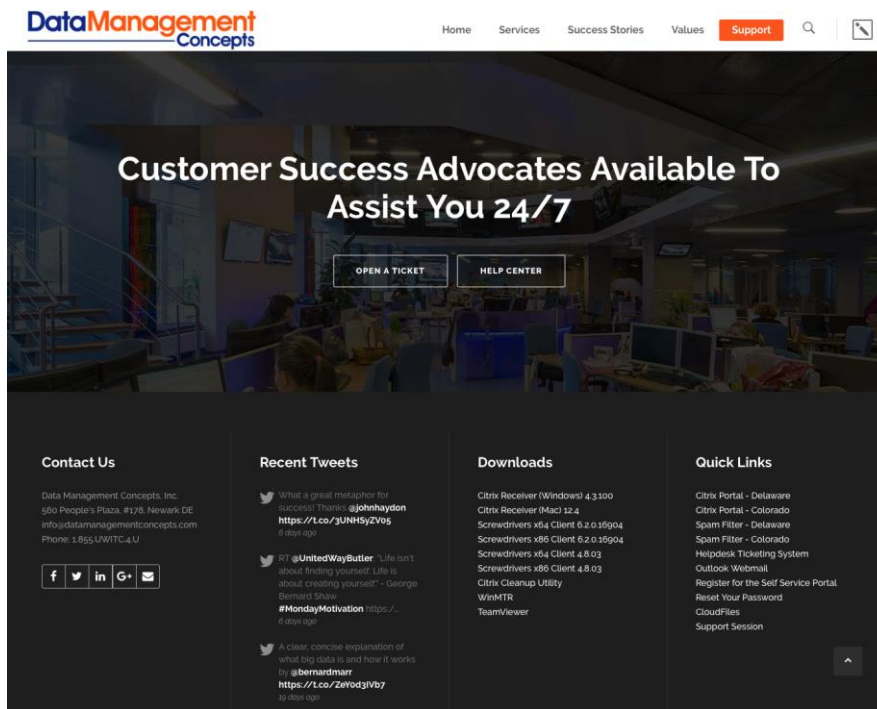 DataManagement
Concepts
Home Services Success Stories Values Support
Customer Success Advocates Available To
Assist You 24/7
OPEN A TICKET HELP CENTER
Contact Us
Data Management Concepts, Inc.
560 People's Plaza, #178, Newark DE
info@datamanagementconcepts.com
Phone: 1.855.UWITC.4.U
Recent Tweets
What a great metaphor for
success! Thanks @johnhaydon
https://t.co/3UNHSyZV05
6 days ago
RT @UnitedWayButler: "Life isn't
about finding yourself. Life is
about creating yourself." - George
Bernard Shaw
#MondayMotivation https:/…
6 days ago
A clear, concise explanation of
what big data is and how it works
by @bernardmarr
https://t.co/ZeYod3IVb7
19 days ago
Downloads
Citrix Receiver (Windows) 4.3.100
Citrix Receiver (Mac) 12.4
Screwdrivers x64 Client 6.2.0.16904
Screwdrivers x86 Client 6.2.0.16904
Screwdrivers x64 Client 4.8.03
Screwdrivers x86 Client 4.8.03
Citrix Cleanup Utility
WinMTR
TeamViewer
Quick Links
Citrix Portal - Delaware
Citrix Portal - Colorado
Spam Filter - Delaware
Spam Filter - Colorado
Helpdesk Ticketing System
Outlook Webmail
Register for the Self Service Portal
Reset Your Password
CloudFiles
Support Session